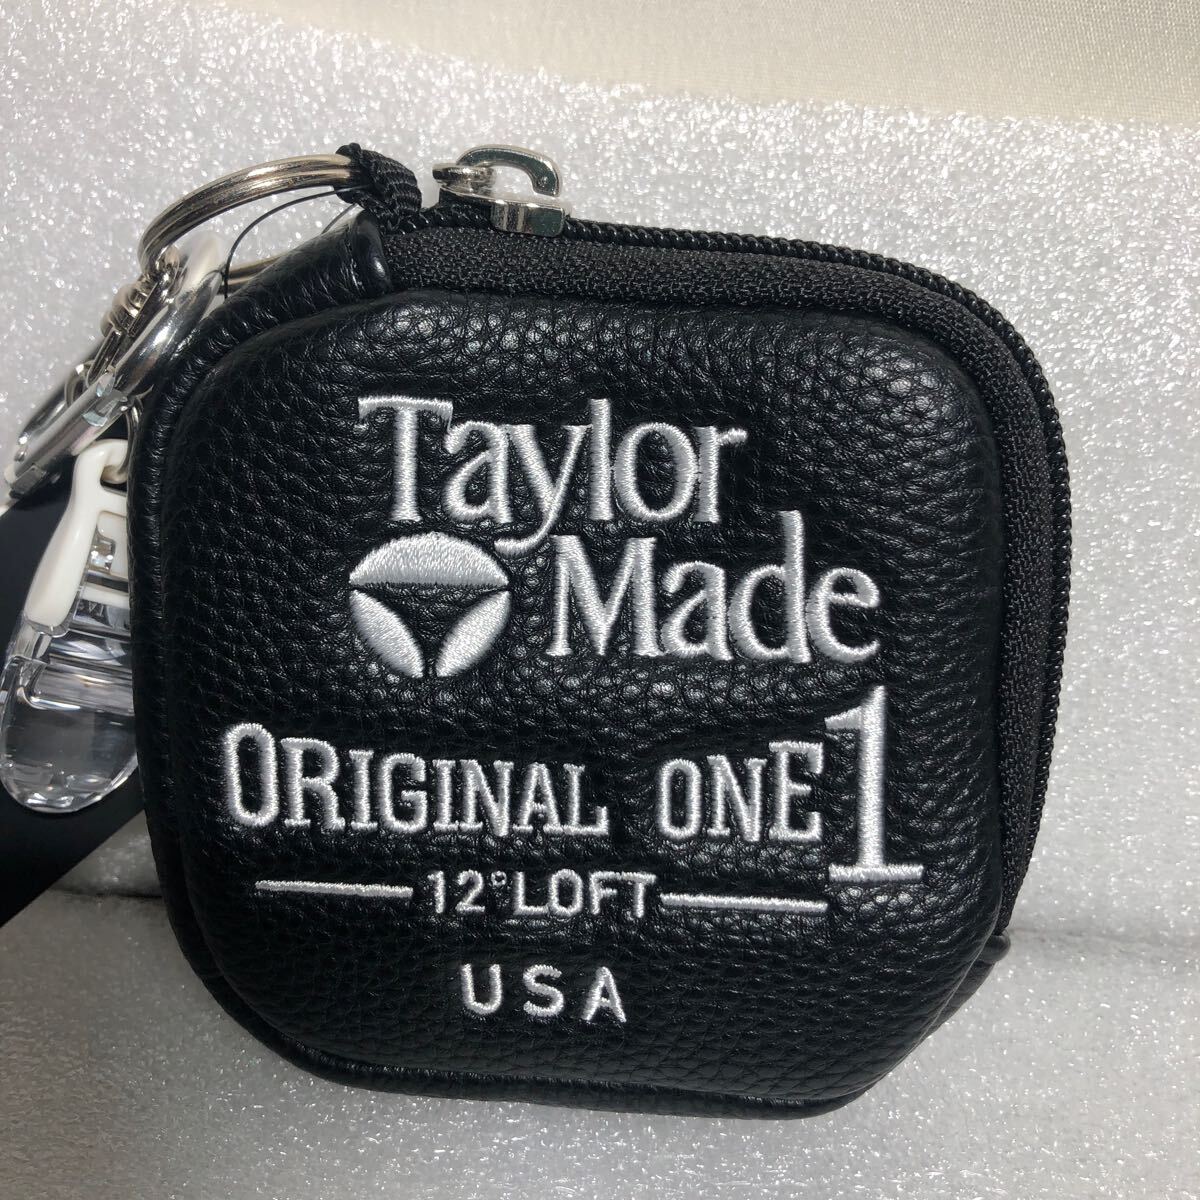 Taylor
Made
ORIGINAL ONE 1
12° LOFT
USA